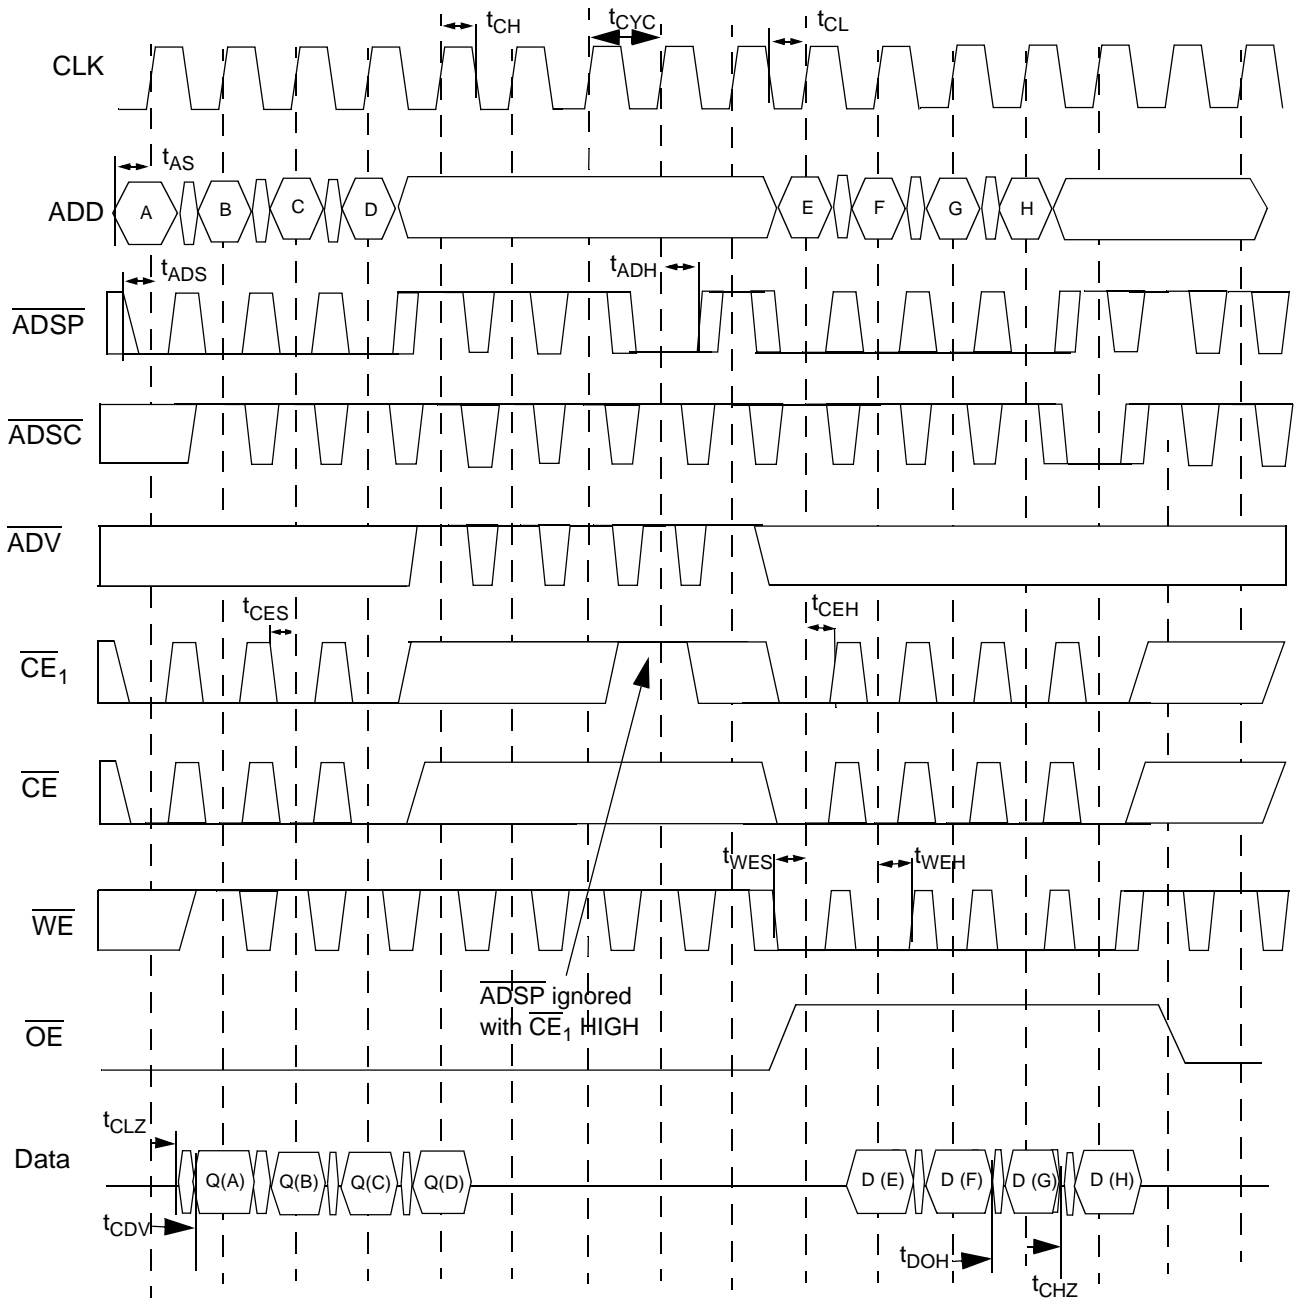 tCH tCYC tCL
CLK
tAS
ADD A B C D E F G H
tADS tADH
ADSP
ADSC
ADV
tCES tCEH
CE1
CE
tWES tWEH
WE
ADSP ignored
with CE1 HIGH
OE
tCLZ
Data Q(A) Q(B) Q(C) Q(D) D (E) D (F) D (G) D (H)
tCDV
tDOH
tCHZ